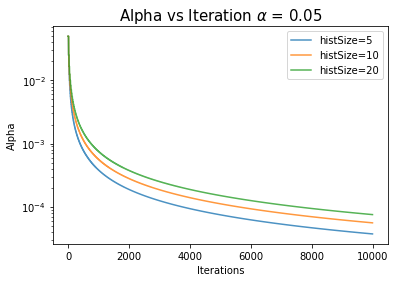 Alpha vs Iteration α = 0.05
histSize=5
histSize=10
histSize=20
Alpha
10⁻²
10⁻³
10⁻⁴
0 2000 4000 6000 8000 10000
Iterations